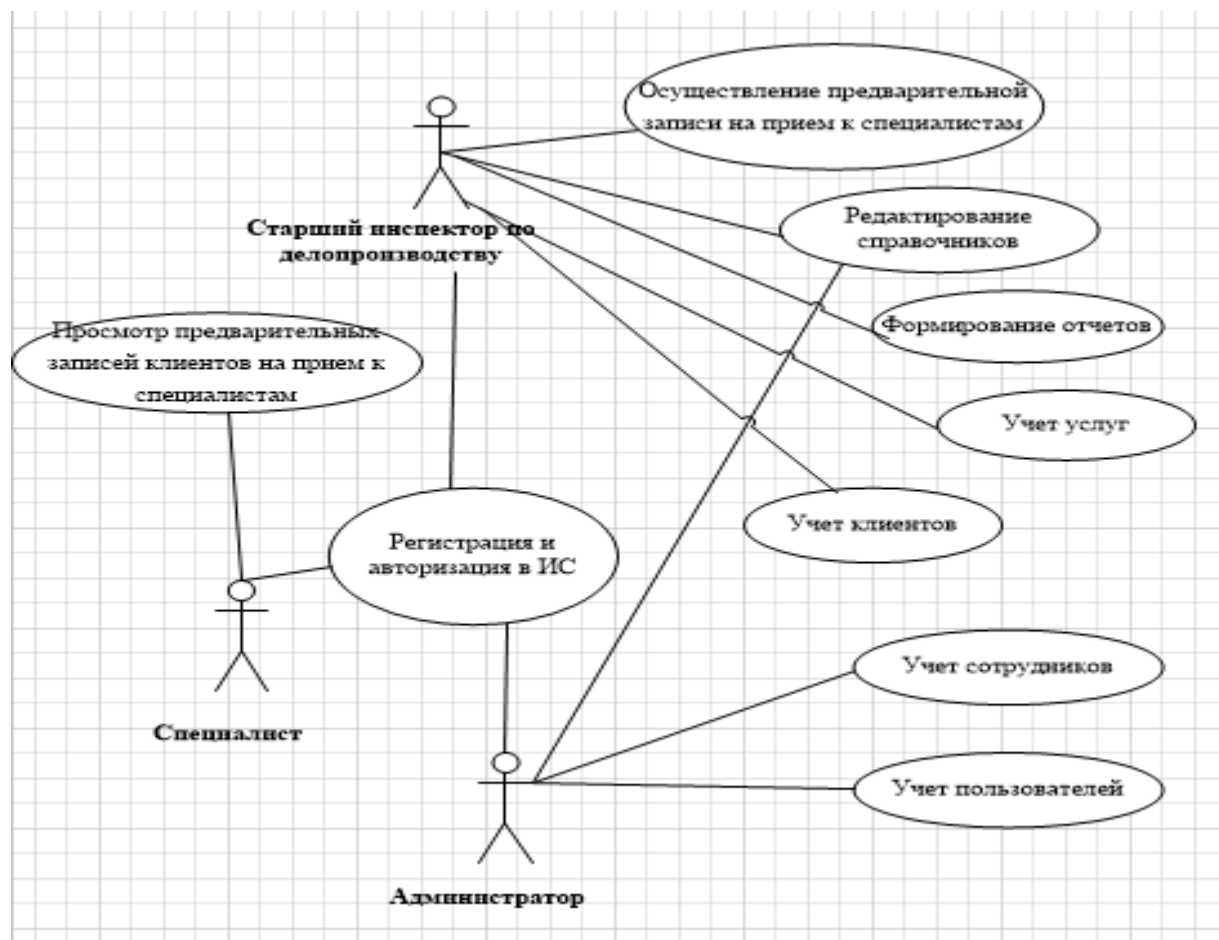 Осуществление предварительной
записи на прием к специалистам
Редактирование
справочников
Старший инспектор по
делопроизводству
Формирование отчетов
Просмотр предварительных
записей клиентов на прием к
специалистам
Учет услуг
Учет клиентов
Регистрация и
авторизация в ИС
Учет сотрудников
Специалист
Учет пользователей
Администратор